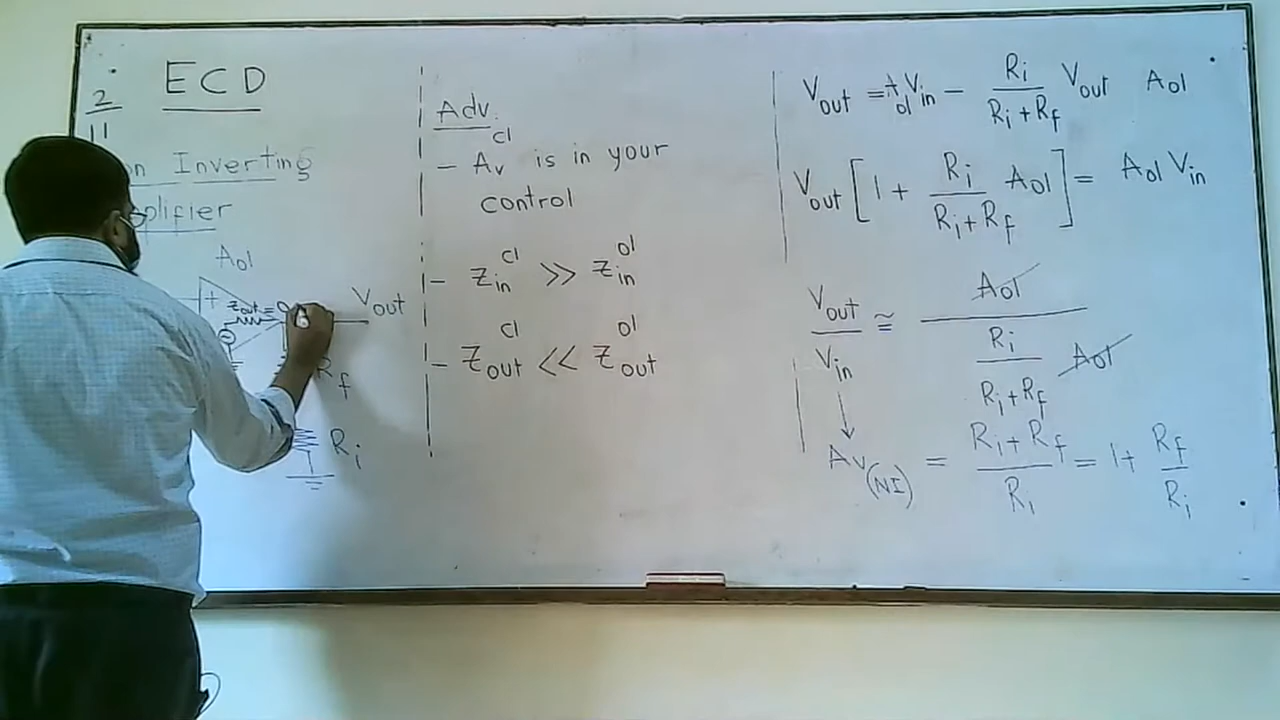 2
11
ECD
n Inverting
plifier
Aol
+
Zout = 0
Vout
Rf
Ri
Adv.
- Av^cl is in your
control
- Zin^cl >> Zin^ol
- Zout^cl << Zout^ol
Vout = Aol Vin - Ri/(Ri+Rf) Vout Aol
Vout [1 + Ri/(Ri+Rf) Aol] = Aol Vin
Vout/Vin ≅ Aol / (Ri/(Ri+Rf) Aol)
Av(NI) = (Ri+Rf)/Ri = 1+ Rf/Ri